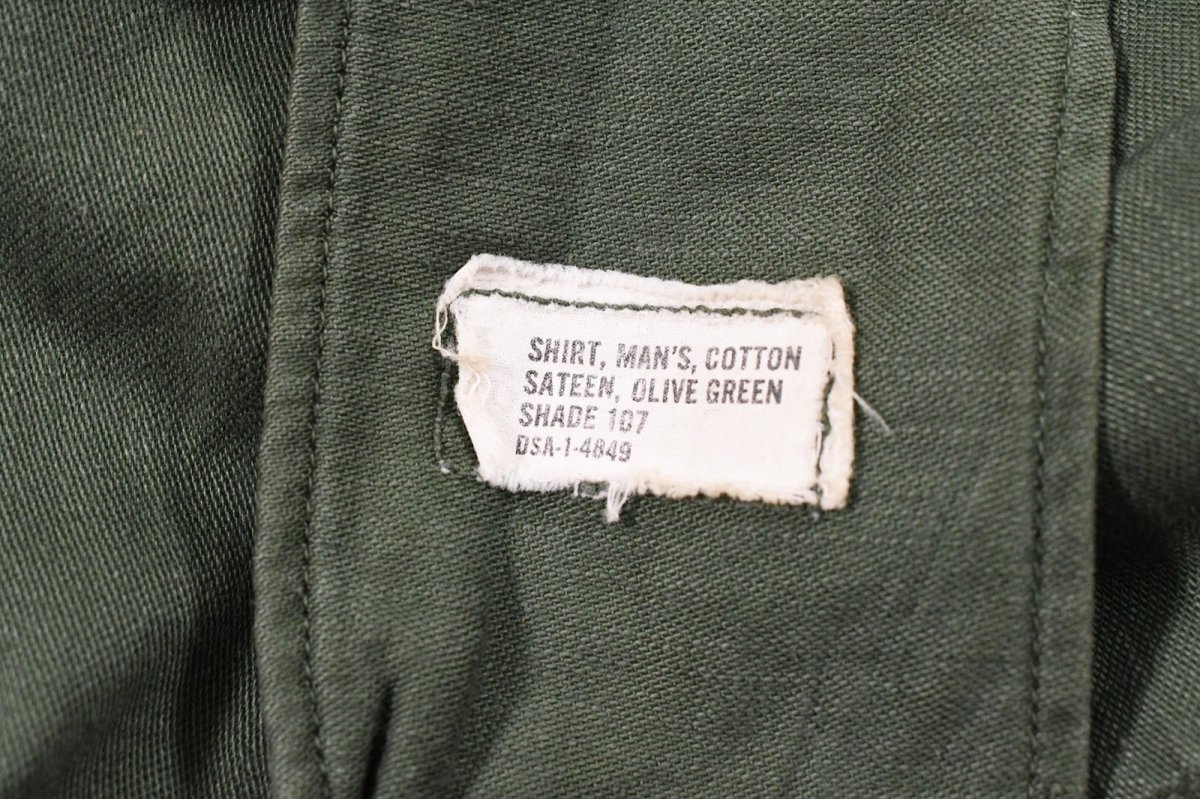 SHIRT, MAN'S, COTTON
SATEEN, OLIVE GREEN
SHADE 107
DSA-1-4849